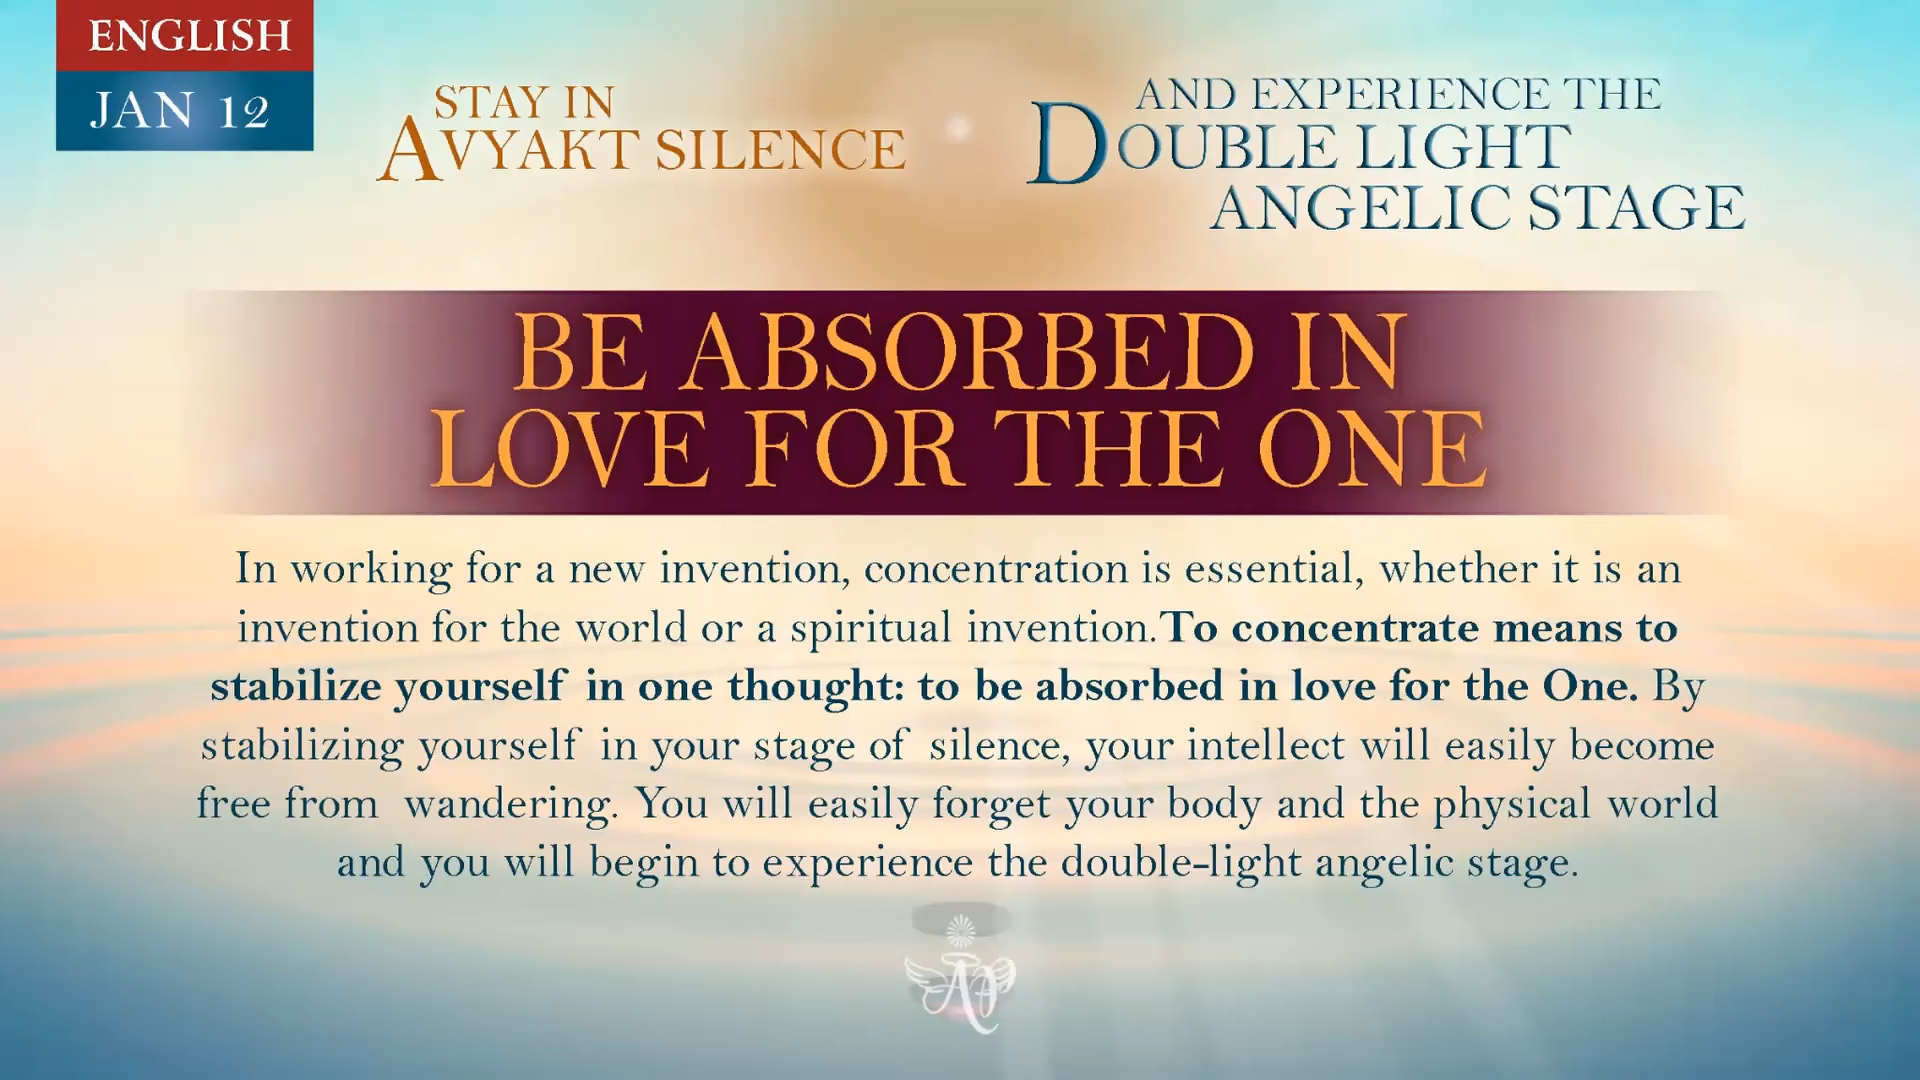 ENGLISH
JAN 12
STAY IN
AVYAKT SILENCE
AND EXPERIENCE THE
DOUBLE LIGHT
ANGELIC STAGE
BE ABSORBED IN
LOVE FOR THE ONE
In working for a new invention, concentration is essential, whether it is an
invention for the world or a spiritual invention.To concentrate means to
stabilize yourself in one thought: to be absorbed in love for the One. By
stabilizing yourself in your stage of silence, your intellect will easily become
free from wandering. You will easily forget your body and the physical world
and you will begin to experience the double-light angelic stage.